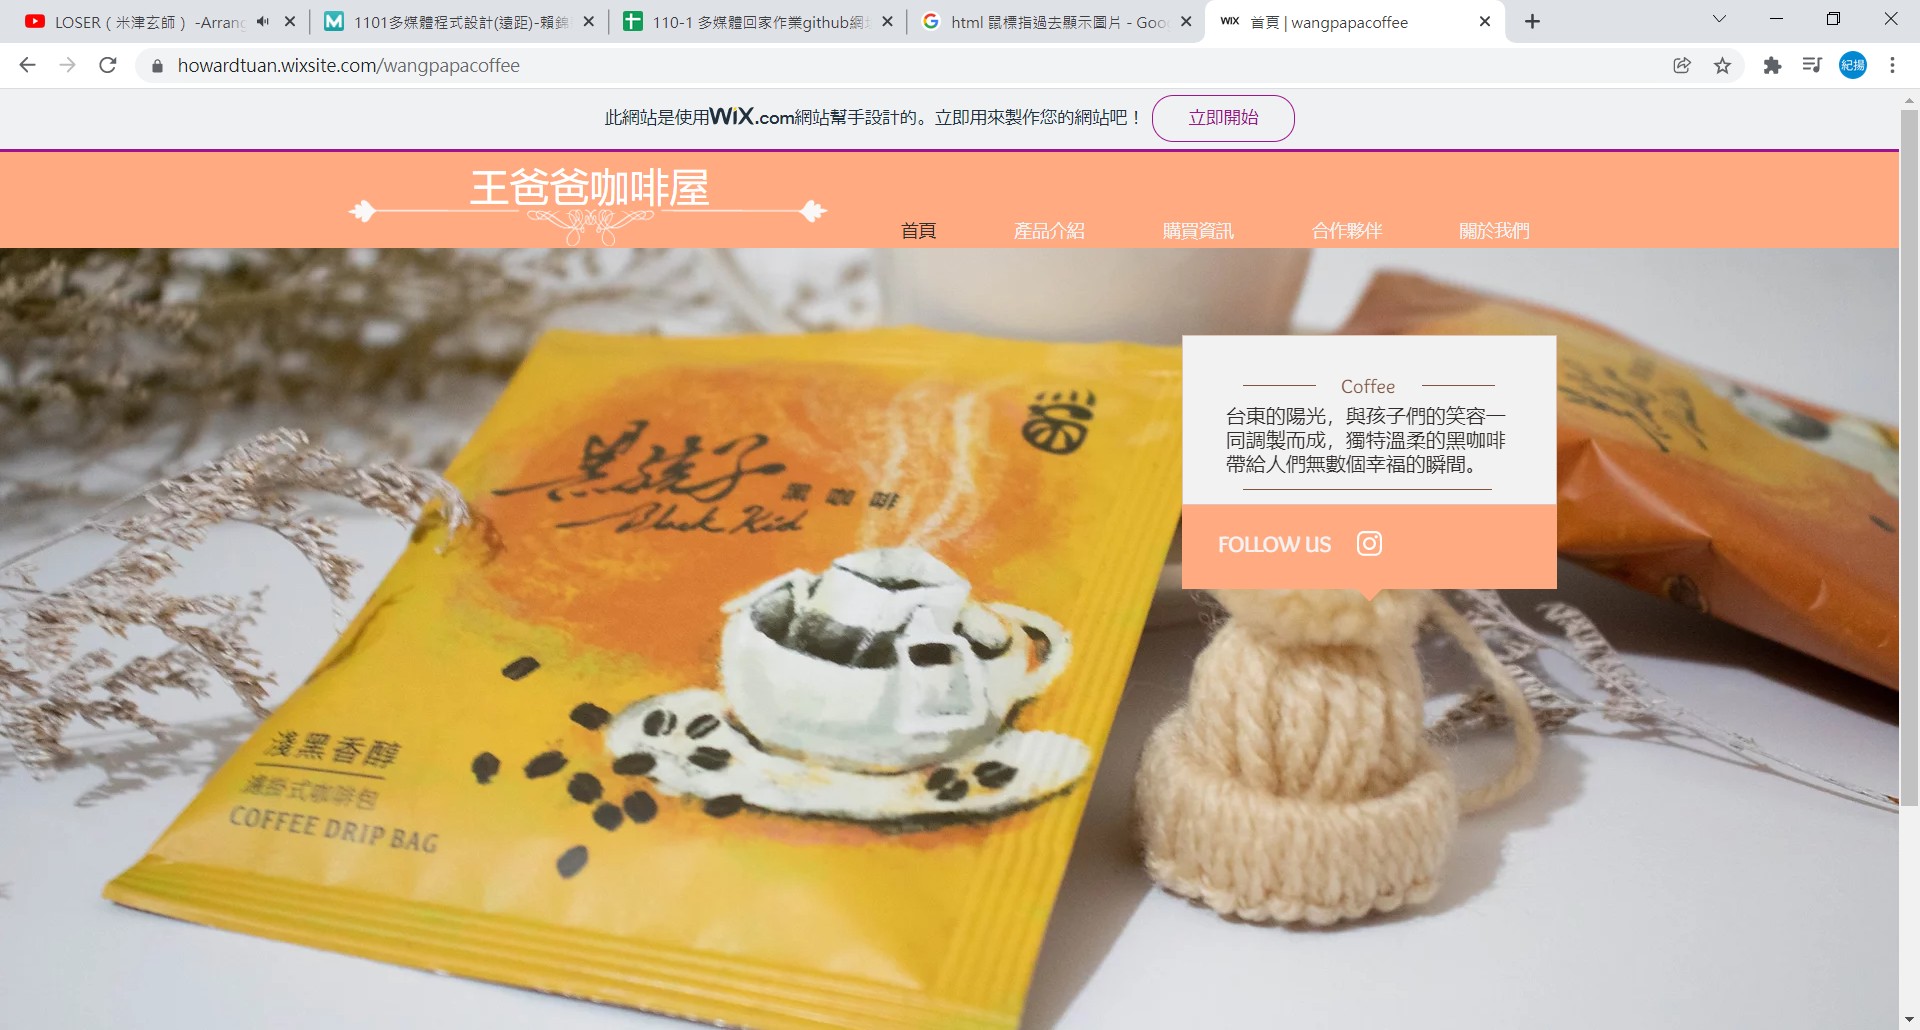 LOSER ( 米津玄師 ) -Arrang
1101多媒體程式設計(遠距)-賴錦
110-1 多媒體回家作業github網
html 鼠標指過去顯示圖片 - Goo
WIX 首頁 | wangpapacoffee
howardtuan.wixsite.com/wangpapacoffee
紀揚
此網站是使用WiX.com網站幫手設計的。立即用來製作您的網站吧！ 立即開始
王爸爸咖啡屋
首頁 產品介紹 購買資訊 合作夥伴 關於我們
Coffee
台東的陽光，與孩子們的笑容一
同調製而成，獨特溫柔的黑咖啡
帶給人們無數個幸福的瞬間。
FOLLOW US
黑孩子 黑咖啡
Black Kid
淺黑香醇
濾掛式咖啡包
COFFEE DRIP BAG